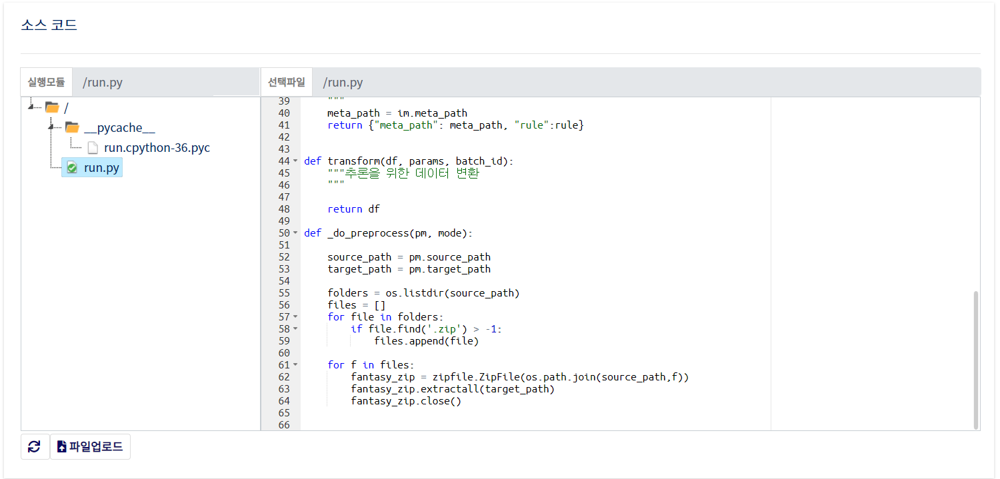 소스 코드
실행모듈 /run.py
/
__pycache__
run.cpython-36.pyc
run.py
선택파일 /run.py
39     """
40     meta_path = im.meta_path
41     return {"meta_path": meta_path, "rule":rule}
42
43
44 def transform(df, params, batch_id):
45     """추론을 위한 데이터 변환
46     """
47
48     return df
49
50 def _do_preprocess(pm, mode):
51
52     source_path = pm.source_path
53     target_path = pm.target_path
54
55     folders = os.listdir(source_path)
56     files = []
57     for file in folders:
58         if file.find('.zip') > -1:
59             files.append(file)
60
61     for f in files:
62         fantasy_zip = zipfile.ZipFile(os.path.join(source_path,f))
63         fantasy_zip.extractall(target_path)
64         fantasy_zip.close()
65
66
파일업로드